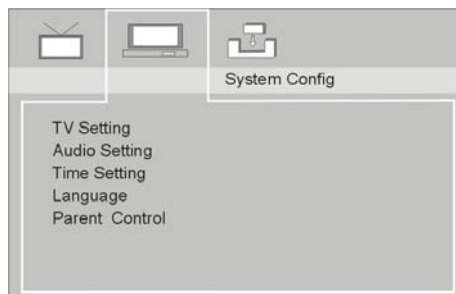 System Config
TV Setting
Audio Setting
Time Setting
Language
Parent Control